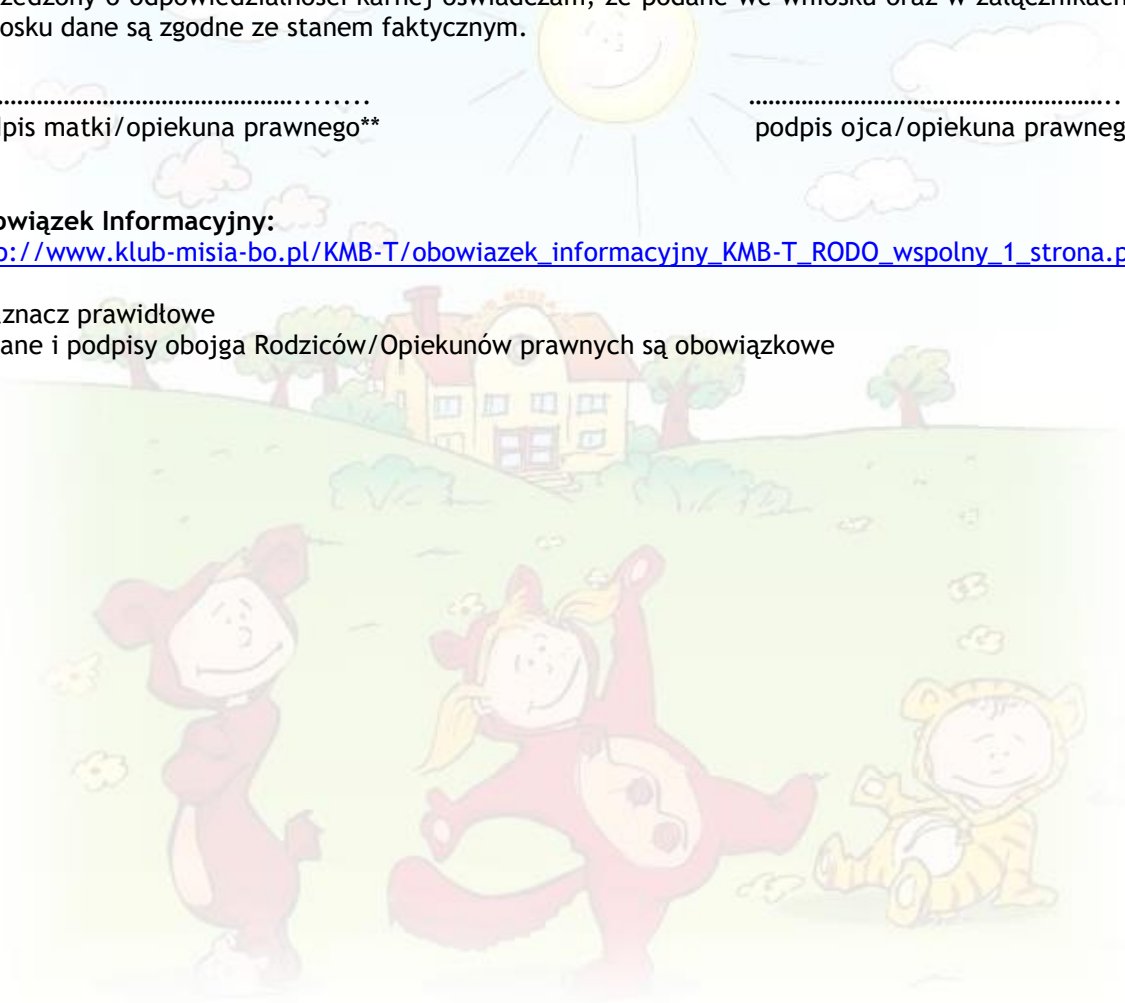 zedzony o odpowiedzialności karnej oświadczam, że podane we wniosku oraz w załącznikach
osku dane są zgodne ze stanem faktycznym.
……………………………………………........ ……………………………………………………..
pis matki/opiekuna prawnego** podpis ojca/opiekuna prawneg
owiązek Informacyjny:
p://www.klub-misia-bo.pl/KMB-T/obowiazek_informacyjny_KMB-T_RODO_wspolny_1_strona.p
znacz prawidłowe
ane i podpisy obojga Rodziców/Opiekunów prawnych są obowiązkowe